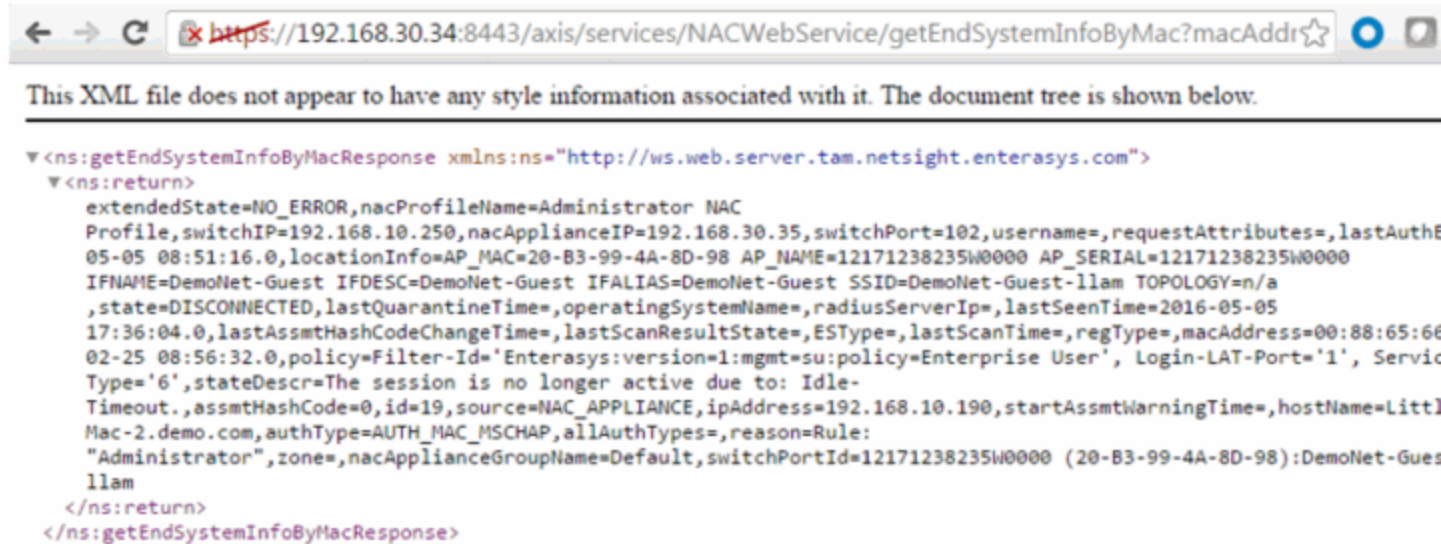 https://192.168.30.34:8443/axis/services/NACWebService/getEndSystemInfoByMac?macAddr
This XML file does not appear to have any style information associated with it. The document tree is shown below.
▼<ns:getEndSystemInfoByMacResponse xmlns:ns="http://ws.web.server.tam.netsight.enterasys.com">
▼<ns:return>
extendedState=NO_ERROR,nacProfileName=Administrator NAC
Profile,switchIP=192.168.10.250,nacApplianceIP=192.168.30.35,switchPort=102,username=,requestAttributes=,lastAuthE
05-05 08:51:16.0,locationInfo=AP_MAC=20-B3-99-4A-8D-98 AP_NAME=12171238235W0000 AP_SERIAL=12171238235W0000
IFNAME=DemoNet-Guest IFDESC=DemoNet-Guest IFALIAS=DemoNet-Guest SSID=DemoNet-Guest-llam TOPOLOGY=n/a
,state=DISCONNECTED,lastQuarantineTime=,operatingSystemName=,radiusServerIp=,lastSeenTime=2016-05-05
17:36:04.0,lastAssmtHashCodeChangeTime=,lastScanResultState=,ESType=,lastScanTime=,regType=,macAddress=00:88:65:66
02-25 08:56:32.0,policy=Filter-Id='Enterasys:version=1:mgmt=su:policy=Enterprise User', Login-LAT-Port='1', Servic
Type='6',stateDescr=The session is no longer active due to: Idle-
Timeout.,assmtHashCode=0,id=19,source=NAC_APPLIANCE,ipAddress=192.168.10.190,startAssmtWarningTime=,hostName=Littl
Mac-2.demo.com,authType=AUTH_MAC_MSCHAP,allAuthTypes=,reason=Rule:
"Administrator",zone=,nacApplianceGroupName=Default,switchPortId=12171238235W0000 (20-B3-99-4A-8D-98):DemoNet-Gues
llam
</ns:return>
</ns:getEndSystemInfoByMacResponse>